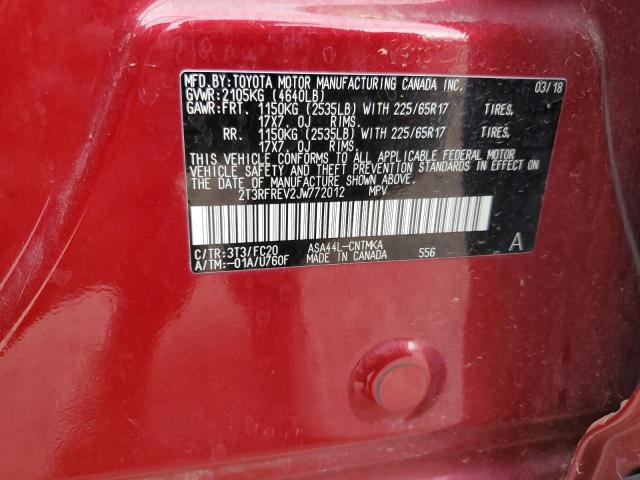 MFD.BY:TOYOTA MOTOR MANUFACTURING CANADA INC. 03/18
GVWR:2105KG (4640LB)
GAWR:FRT. 1150KG (2535LB) WITH 225/65R17 TIRES,
17X7.0J RIMS.
RR. 1150KG (2535LB) WITH 225/65R17 TIRES,
17X7.0J RIMS.
THIS VEHICLE CONFORMS TO ALL APPLICABLE FEDERAL MOTOR
VEHICLE SAFETY AND THEFT PREVENTION STANDARDS IN EFFECT ON
THE DATE OF MANUFACTURE SHOWN ABOVE.
2T3RFREV2JW772012 MPV
C/TR:3T3/FC20 ASA44L-CNTMKA A
A/TM:-01A/U760F MADE IN CANADA 556